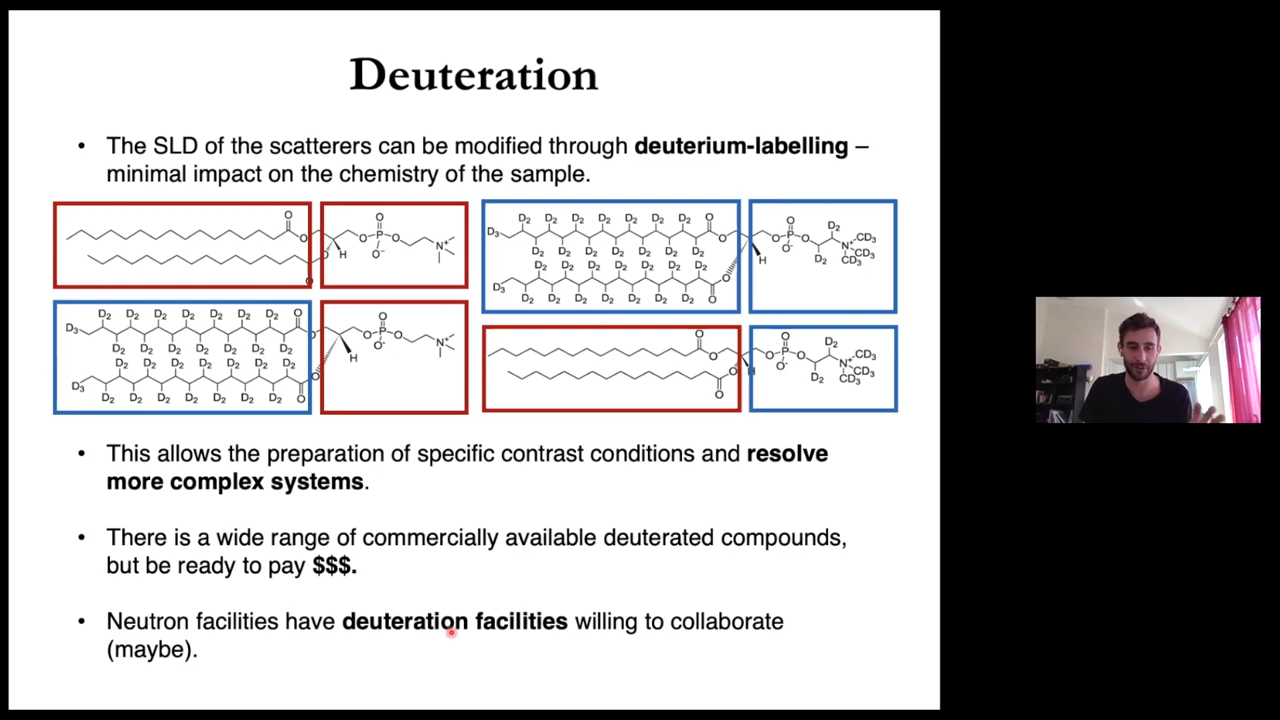 Deuteration
• The SLD of the scatterers can be modified through deuterium-labelling –
minimal impact on the chemistry of the sample.
• This allows the preparation of specific contrast conditions and resolve
more complex systems.
• There is a wide range of commercially available deuterated compounds,
but be ready to pay $$$.
• Neutron facilities have deuteration facilities willing to collaborate
(maybe).